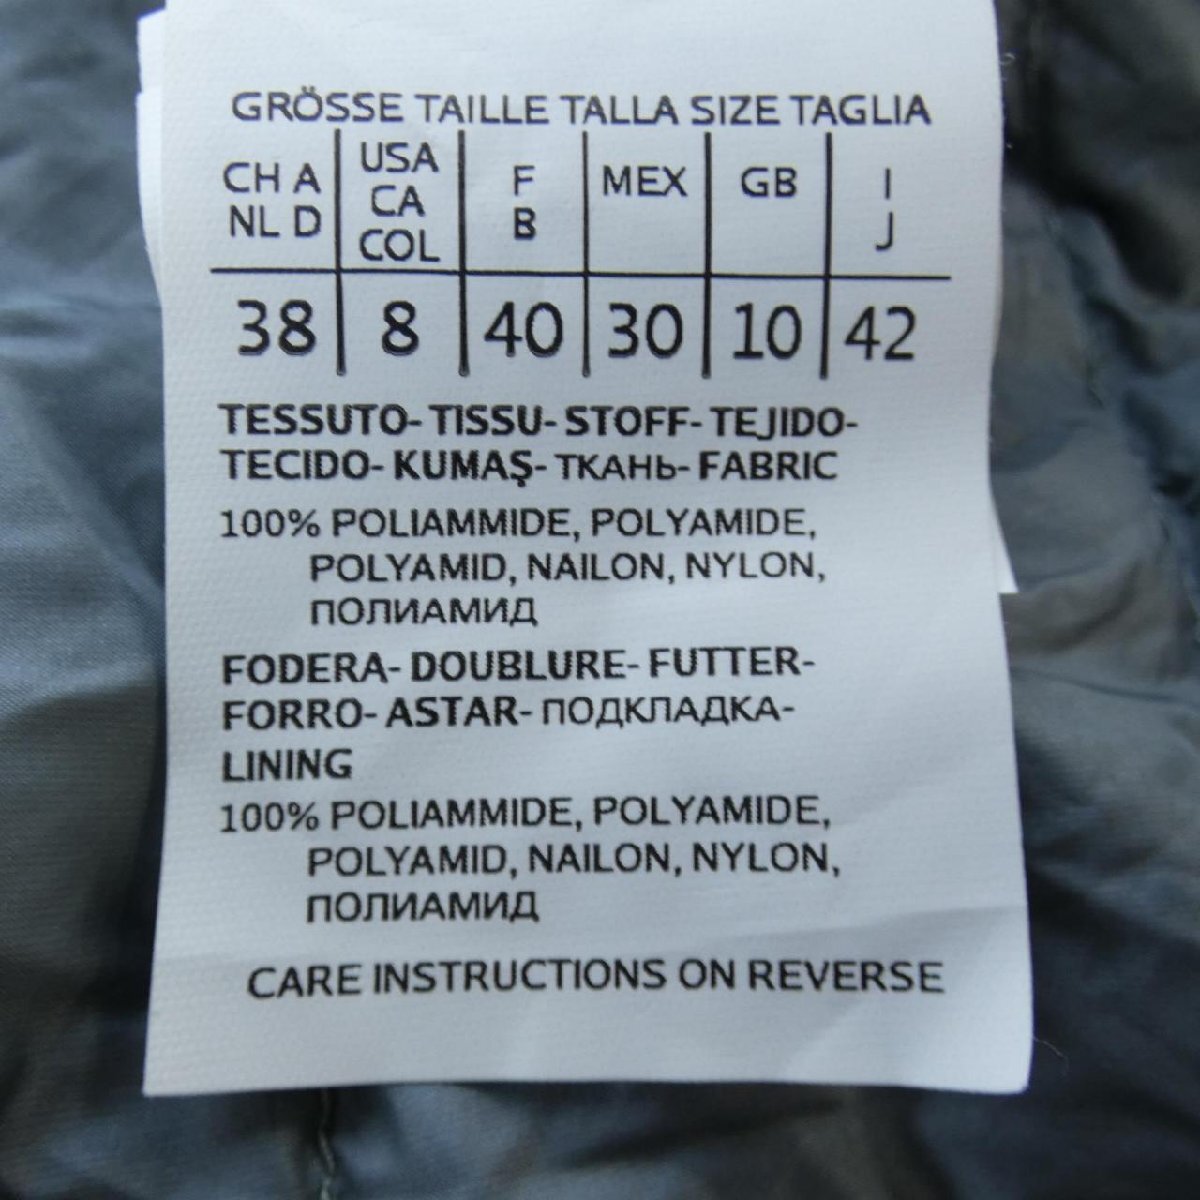 GRÖSSE TAILLE TALLA SIZE TAGLIA
CH A NL D | USA CA COL | F B | MEX | GB | I J
38 | 8 | 40 | 30 | 10 | 42
TESSUTO- TISSU- STOFF- TEJIDO-
TECIDO- KUMAŞ- ТКАНЬ- FABRIC
100% POLIAMMIDE, POLYAMIDE,
POLYAMID, NAILON, NYLON,
ПОЛИАМИД
FODERA- DOUBLURE- FUTTER-
FORRO- ASTAR- ПОДКЛАДКА-
LINING
100% POLIAMMIDE, POLYAMIDE,
POLYAMID, NAILON, NYLON,
ПОЛИАМИД
CARE INSTRUCTIONS ON REVERSE